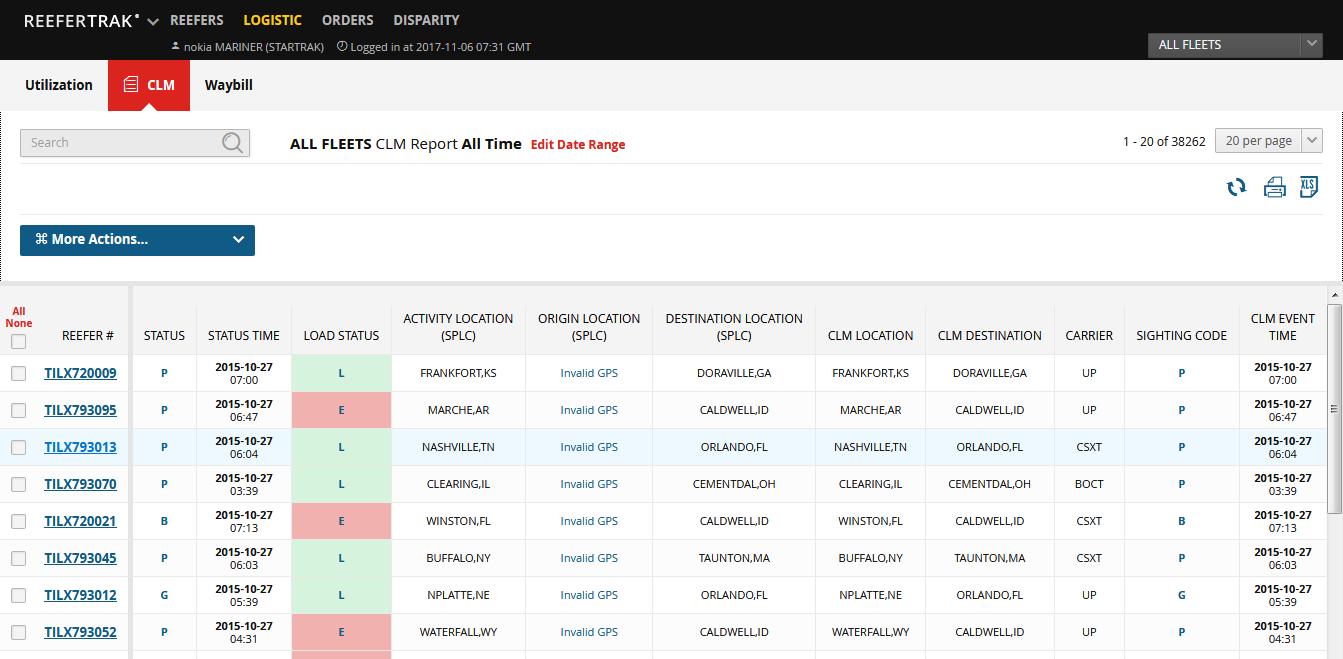 REEFERTRAK REEFERS LOGISTIC ORDERS DISPARITY
nokia MARINER (STARTRAK) Logged in at 2017-11-06 07:31 GMT
ALL FLEETS
Utilization CLM Waybill
Search ALL FLEETS CLM Report All Time Edit Date Range 1 - 20 of 38262 20 per page
XLS
⌘ More Actions...
All
None
REEFER # STATUS STATUS TIME LOAD STATUS ACTIVITY LOCATION (SPLC) ORIGIN LOCATION (SPLC) DESTINATION LOCATION (SPLC) CLM LOCATION CLM DESTINATION CARRIER SIGHTING CODE CLM EVENT TIME
TILX720009 P 2015-10-27 07:00 L FRANKFORT,KS Invalid GPS DORAVILLE,GA FRANKFORT,KS DORAVILLE,GA UP P 2015-10-27 07:00
TILX793095 P 2015-10-27 06:47 E MARCHE,AR Invalid GPS CALDWELL,ID MARCHE,AR CALDWELL,ID UP P 2015-10-27 06:47
TILX793013 P 2015-10-27 06:04 L NASHVILLE,TN Invalid GPS ORLANDO,FL NASHVILLE,TN ORLANDO,FL CSXT P 2015-10-27 06:04
TILX793070 P 2015-10-27 03:39 L CLEARING,IL Invalid GPS CEMENTDAL,OH CLEARING,IL CEMENTDAL,OH BOCT P 2015-10-27 03:39
TILX720021 B 2015-10-27 07:13 E WINSTON,FL Invalid GPS CALDWELL,ID WINSTON,FL CALDWELL,ID CSXT B 2015-10-27 07:13
TILX793045 P 2015-10-27 06:03 L BUFFALO,NY Invalid GPS TAUNTON,MA BUFFALO,NY TAUNTON,MA CSXT P 2015-10-27 06:03
TILX793012 G 2015-10-27 05:39 L NPLATTE,NE Invalid GPS ORLANDO,FL NPLATTE,NE ORLANDO,FL UP G 2015-10-27 05:39
TILX793052 P 2015-10-27 04:31 E WATERFALL,WY Invalid GPS CALDWELL,ID WATERFALL,WY CALDWELL,ID UP P 2015-10-27 04:31